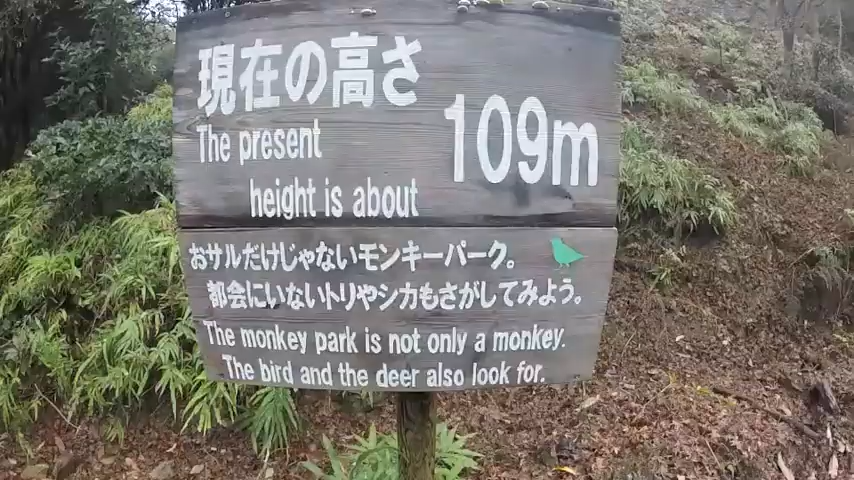 現在の高さ
The present
height is about
109m
おサルだけじゃないモンキーパーク。
都会にいないトリやシカもさがしてみよう。
The monkey park is not only a monkey.
The bird and the deer also look for.